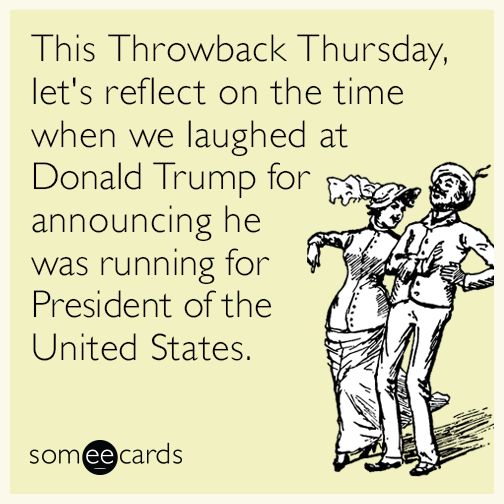 This Throwback Thursday,
let's reflect on the time
when we laughed at
Donald Trump for
announcing he
was running for
President of the
United States.
someecards